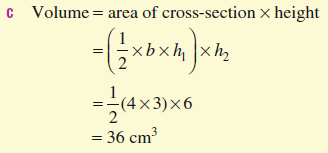 c Volume = area of cross-section × height
= (1/2 × b × h₁) × h₂
= 1/2 (4 × 3) × 6
= 36 cm³